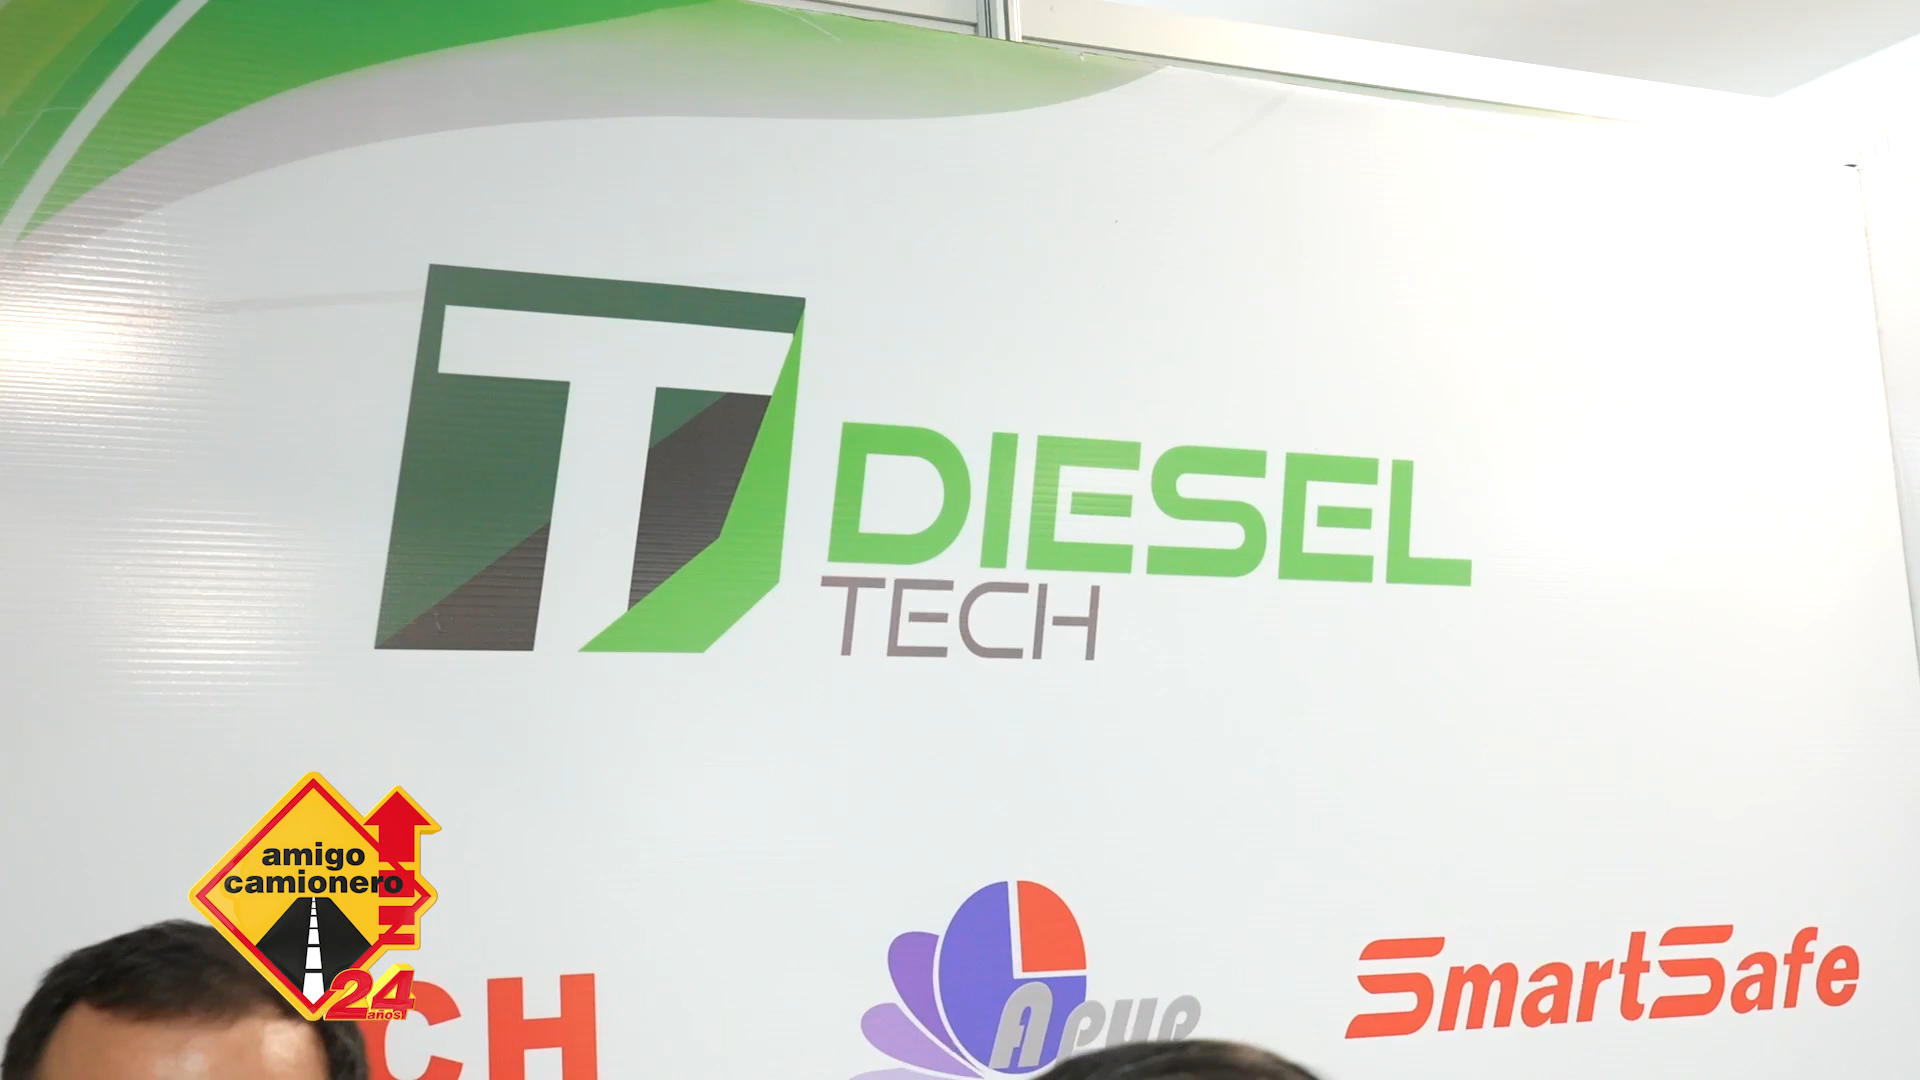 T
DIESEL
TECH
amigo
camionero
24
años
CH
SmartSafe